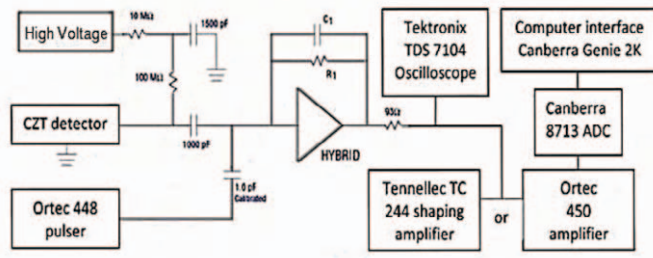 High Voltage
10 MΩ
1500 pF
100 MΩ
CZT detector
1000 pF
Ortec 448
pulser
1.0 pF
Calibrated
C1
R1
HYBRID
93Ω
Tektronix
TDS 7104
Oscilloscope
Computer interface
Canberra Genie 2K
Canberra
8713 ADC
Tennellec TC
244 shaping
amplifier
or
Ortec
450
amplifier